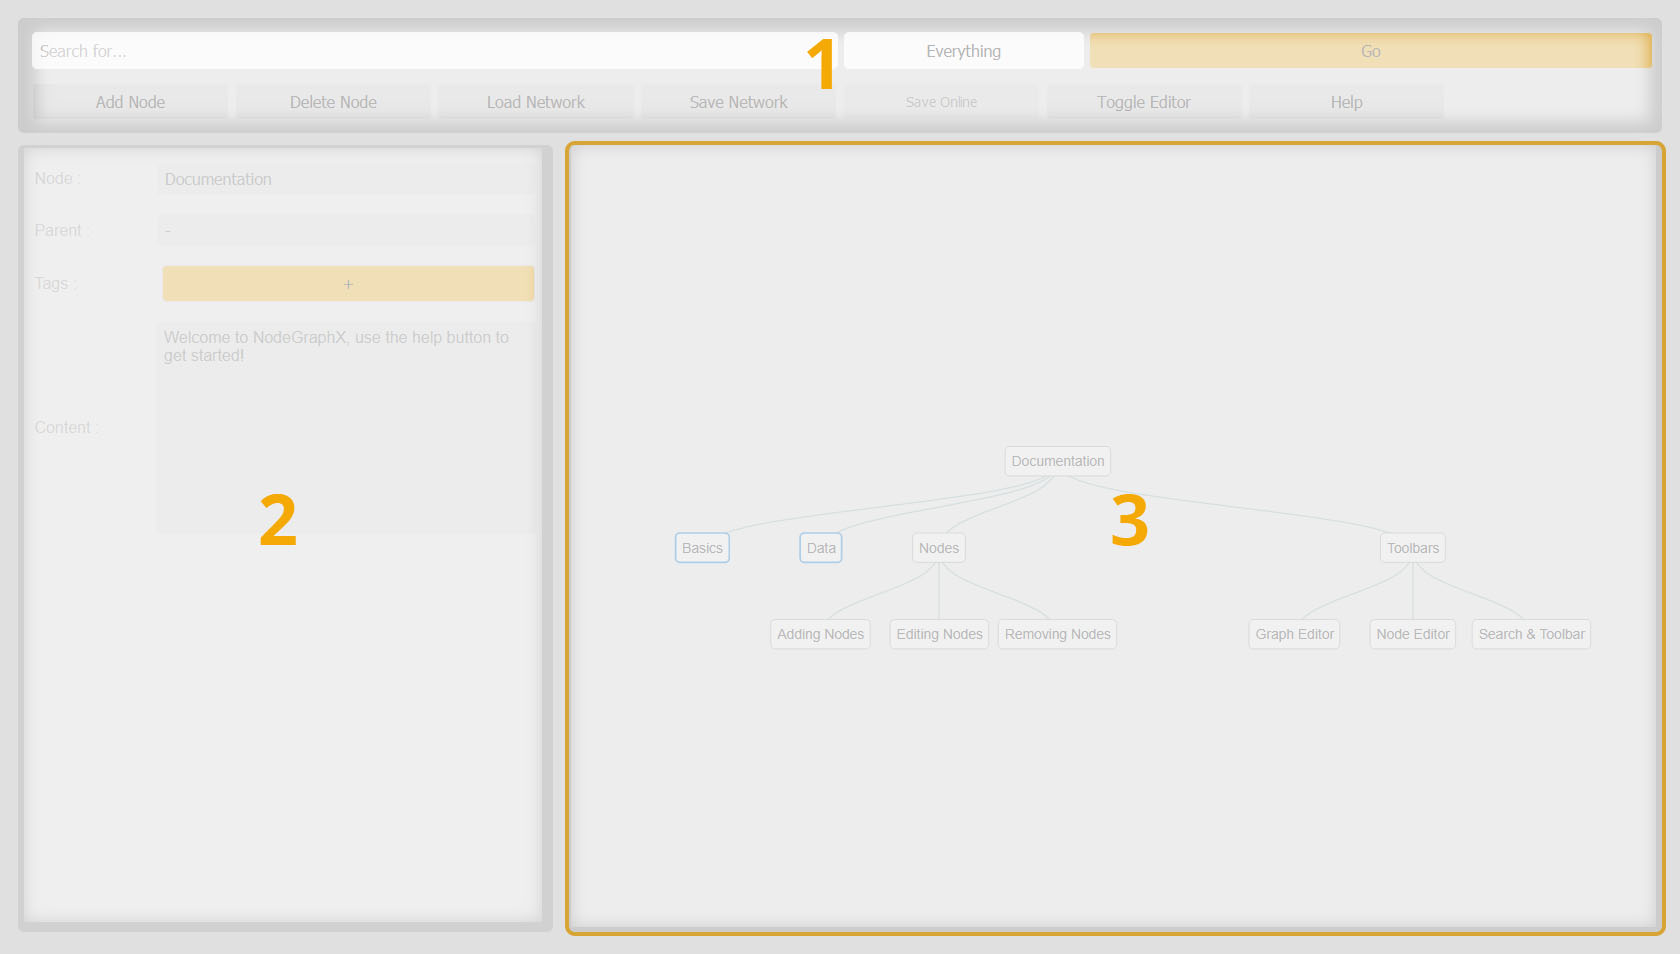 Search for...
Everything
Go
1
Add Node
Delete Node
Load Network
Save Network
Save Online
Toggle Editor
Help
Node :
Documentation
Parent :
-
Tags :
+
Welcome to NodeGraphX, use the help button to
get started!
Content :
2
Documentation
3
Basics
Data
Nodes
Toolbars
Adding Nodes
Editing Nodes
Removing Nodes
Graph Editor
Node Editor
Search & Toolbar